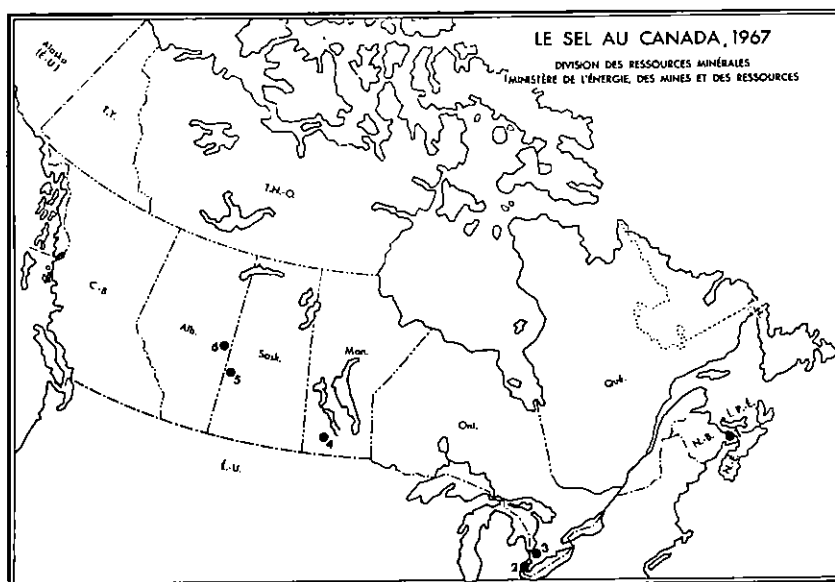 LE SEL AU CANADA, 1967
DIVISION DES RESSOURCES MINÉRALES
MINISTÈRE DE L'ÉNERGIE, DES MINES ET DES RESSOURCES
Alaska
(É.-U.)
T.Y.
T.N.-O.
C.-B
Alb.
Sask.
Man.
Ont.
Qué.
Î. P.-É.
N.-B.
N.-É.
É.-U.
6
5
4
3
2